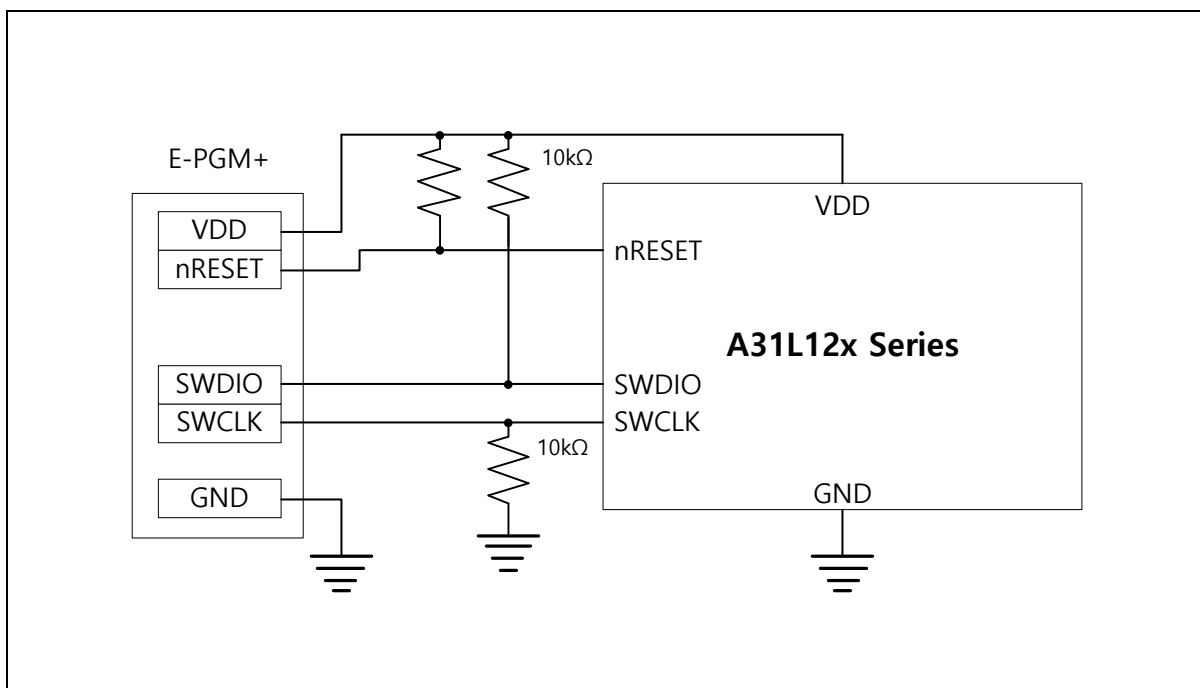 E-PGM+
10kΩ
VDD
VDD
nRESET
nRESET
A31L12x Series
SWDIO
SWDIO
SWCLK
SWCLK
10kΩ
GND
GND